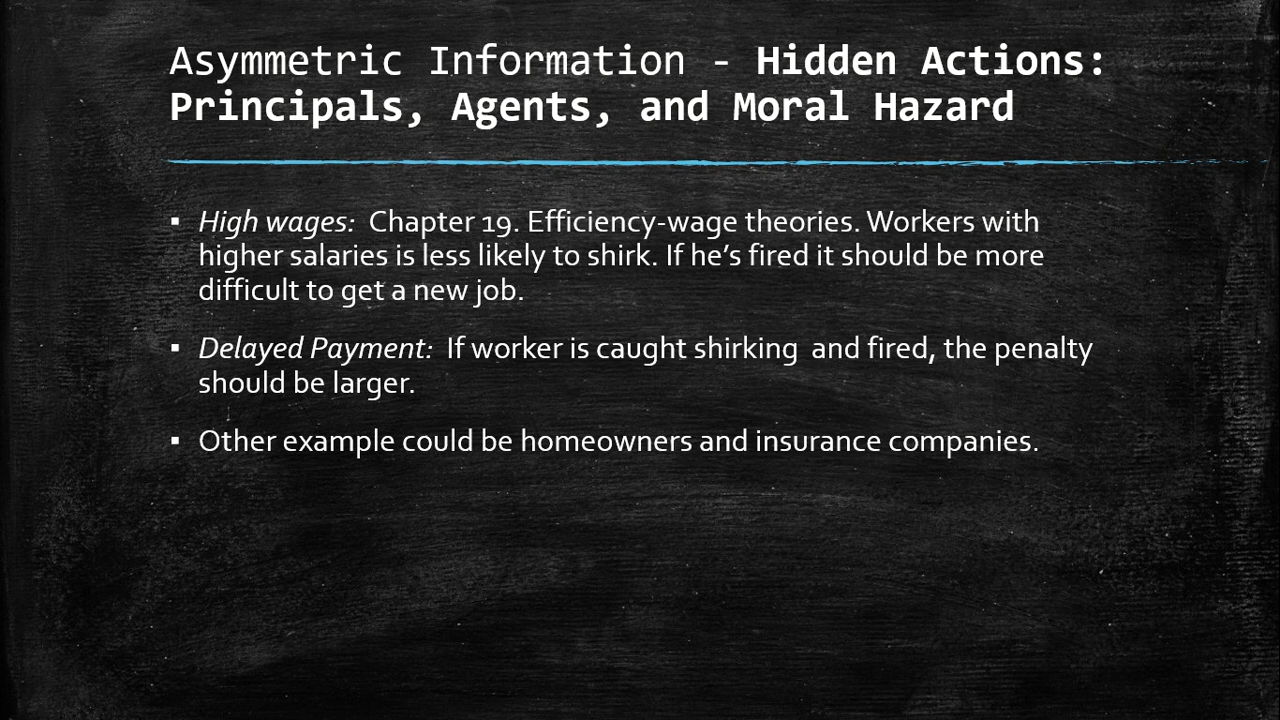 Asymmetric Information - Hidden Actions:
Principals, Agents, and Moral Hazard
▪ High wages:  Chapter 19. Efficiency-wage theories. Workers with
higher salaries is less likely to shirk. If he’s fired it should be more
difficult to get a new job.
▪ Delayed Payment:  If worker is caught shirking  and fired, the penalty
should be larger.
▪ Other example could be homeowners and insurance companies.